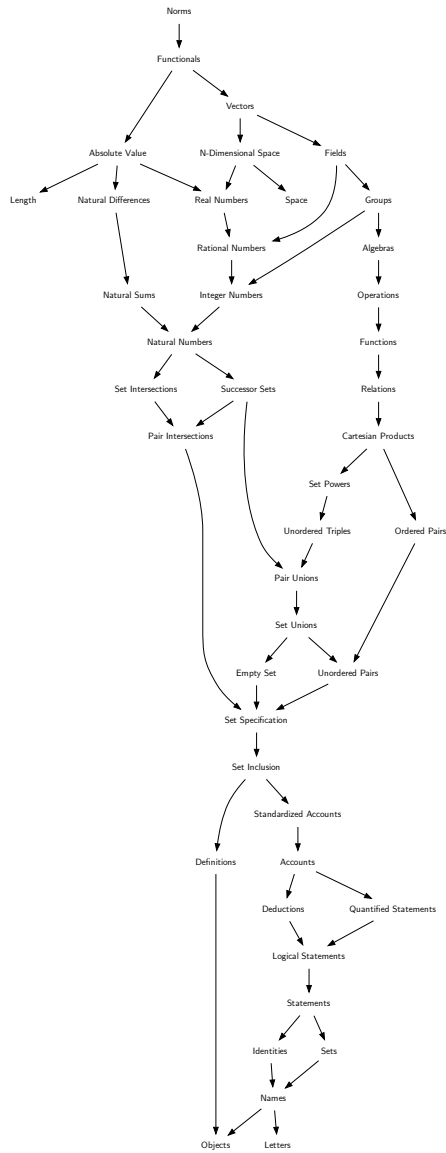 Norms
Functionals
Vectors
Absolute Value
N-Dimensional Space
Fields
Length
Natural Differences
Real Numbers
Space
Groups
Rational Numbers
Algebras
Natural Sums
Integer Numbers
Operations
Natural Numbers
Functions
Set Intersections
Successor Sets
Relations
Pair Intersections
Cartesian Products
Set Powers
Unordered Triples
Ordered Pairs
Pair Unions
Set Unions
Empty Set
Unordered Pairs
Set Specification
Set Inclusion
Standardized Accounts
Definitions
Accounts
Deductions
Quantified Statements
Logical Statements
Statements
Identities
Sets
Names
Objects
Letters